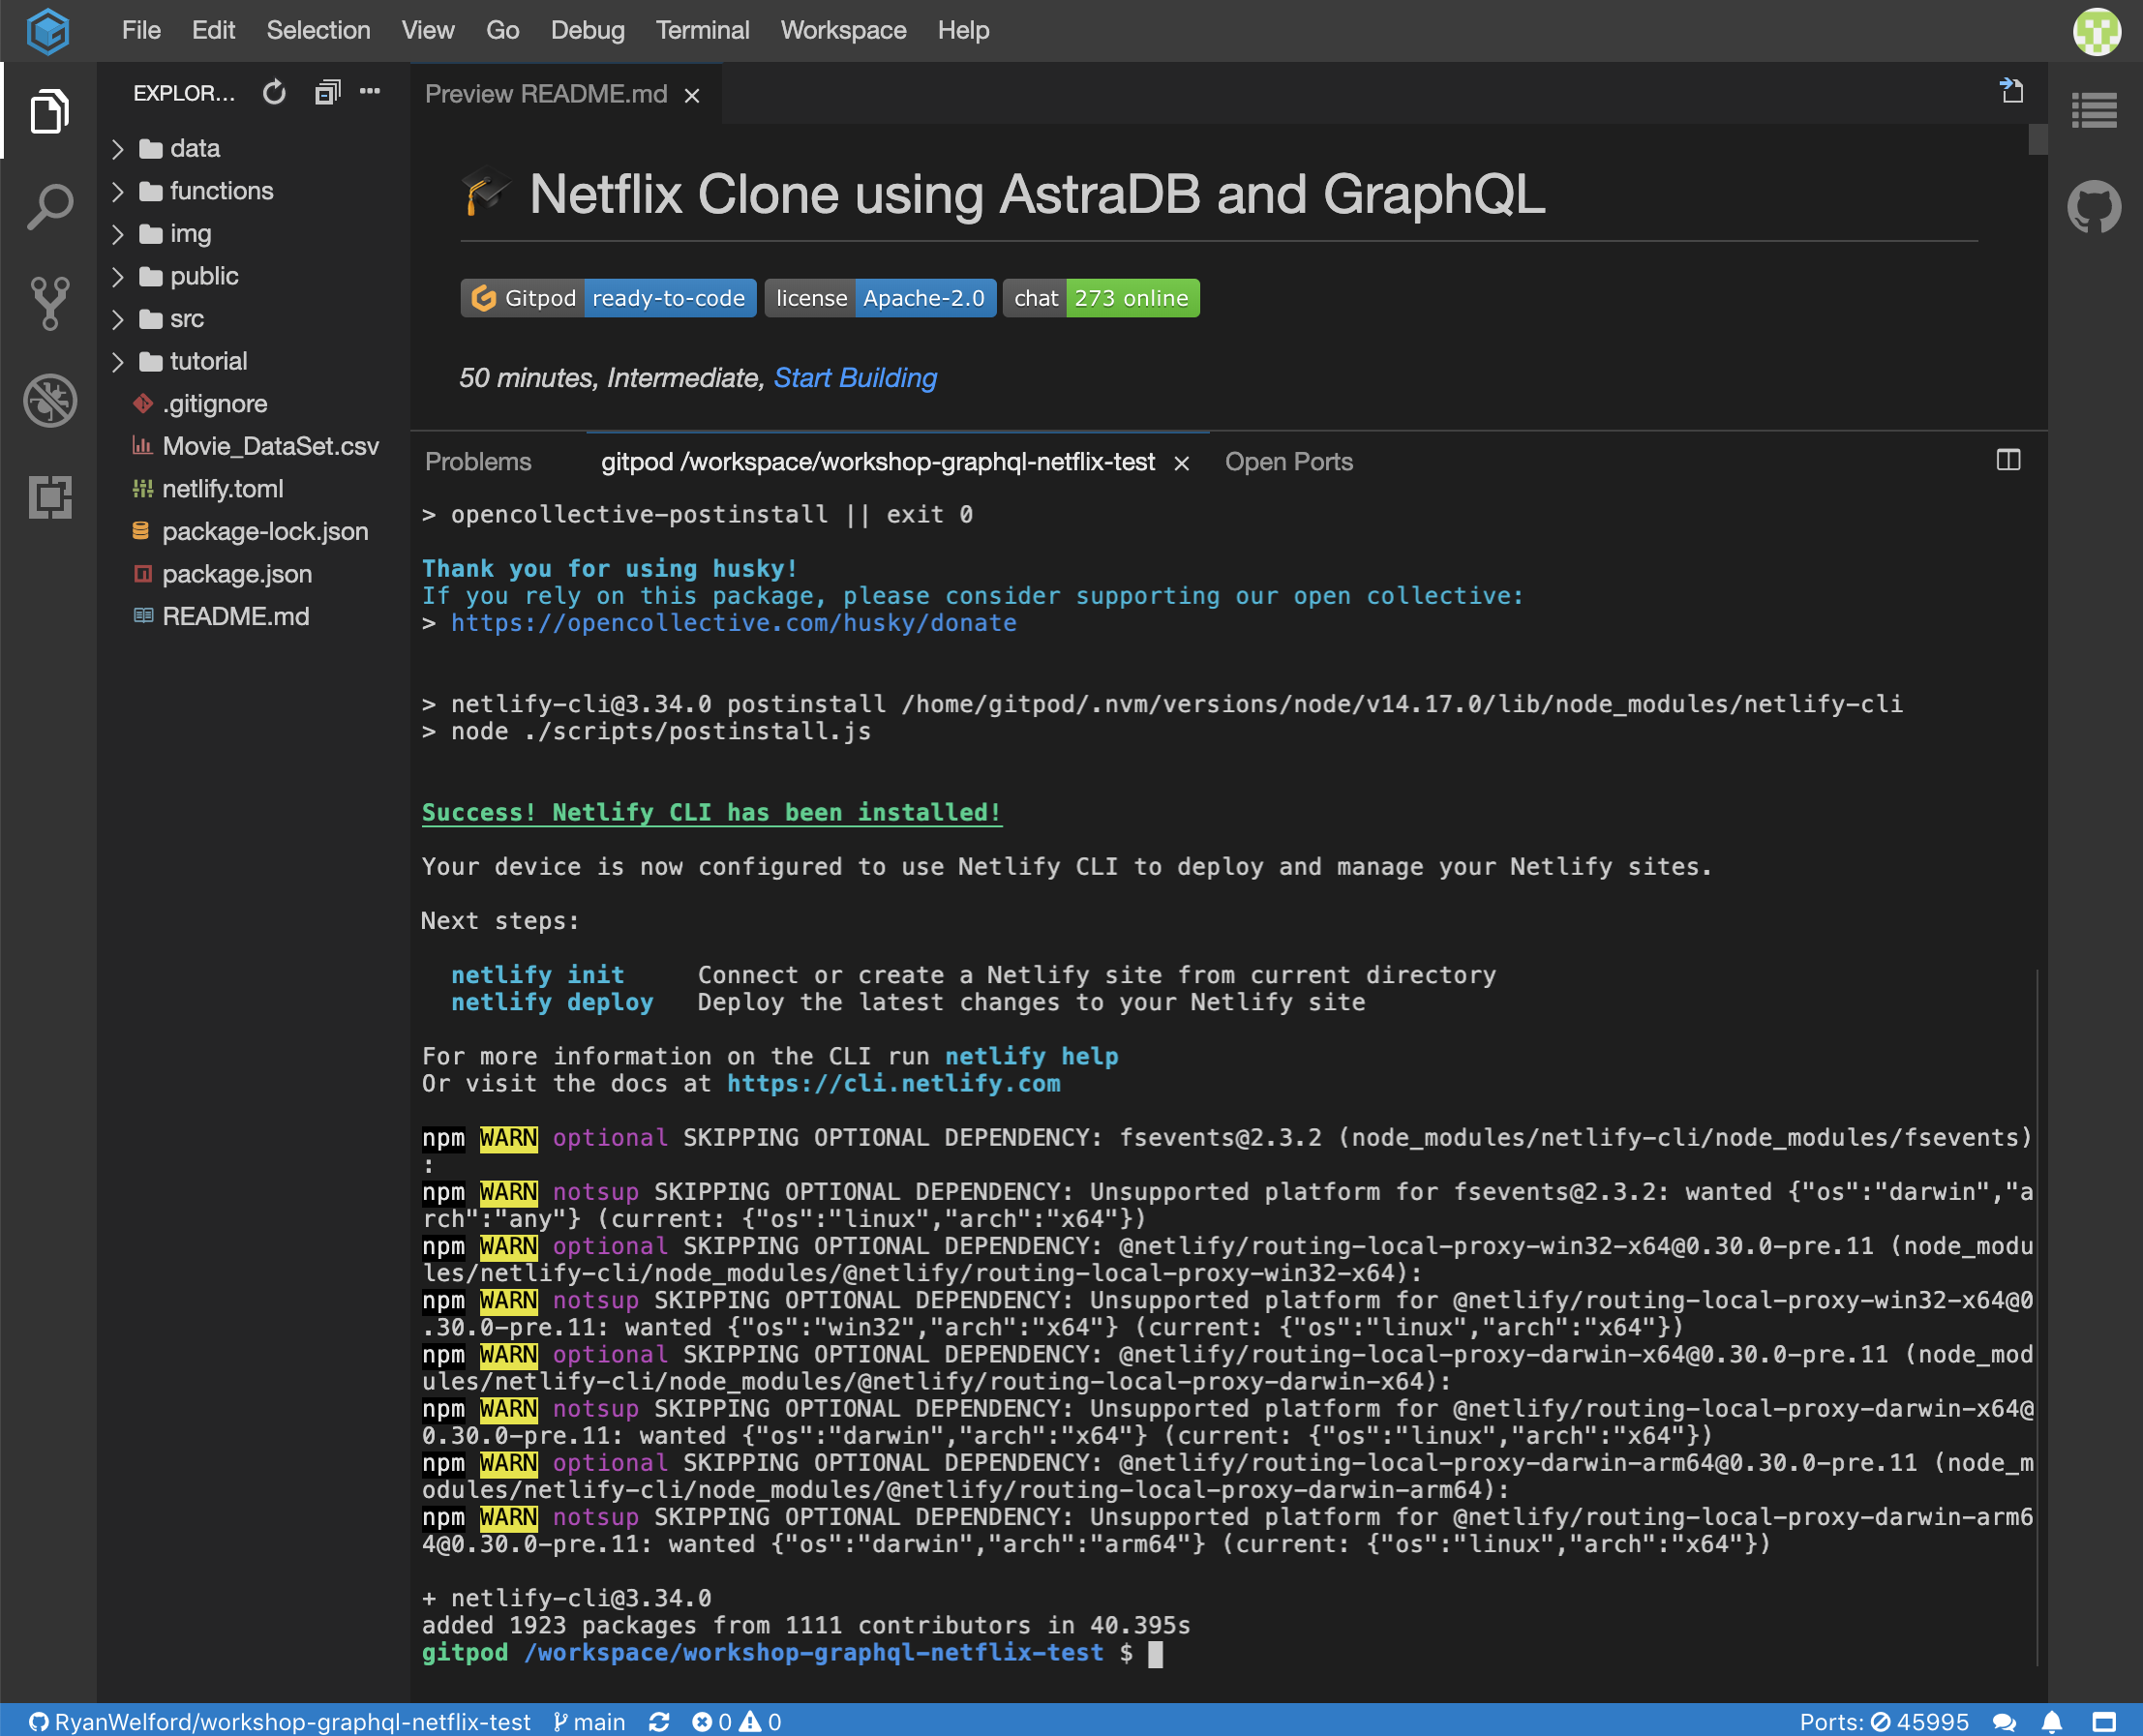 File Edit Selection View Go Debug Terminal Workspace Help
EXPLOR...
data
functions
img
public
src
tutorial
.gitignore
Movie_DataSet.csv
netlify.toml
package-lock.json
package.json
README.md
Preview README.md
Netflix Clone using AstraDB and GraphQL
Gitpod ready-to-code license Apache-2.0 chat 273 online
50 minutes, Intermediate, Start Building
Problems gitpod /workspace/workshop-graphql-netflix-test Open Ports
> opencollective-postinstall || exit 0
Thank you for using husky!
If you rely on this package, please consider supporting our open collective:
> https://opencollective.com/husky/donate
> netlify-cli@3.34.0 postinstall /home/gitpod/.nvm/versions/node/v14.17.0/lib/node_modules/netlify-cli
> node ./scripts/postinstall.js
Success! Netlify CLI has been installed!
Your device is now configured to use Netlify CLI to deploy and manage your Netlify sites.
Next steps:
netlify init Connect or create a Netlify site from current directory
netlify deploy Deploy the latest changes to your Netlify site
For more information on the CLI run netlify help
Or visit the docs at https://cli.netlify.com
npm WARN optional SKIPPING OPTIONAL DEPENDENCY: fsevents@2.3.2 (node_modules/netlify-cli/node_modules/fsevents)
:
npm WARN notsup SKIPPING OPTIONAL DEPENDENCY: Unsupported platform for fsevents@2.3.2: wanted {"os":"darwin","a
rch":"any"} (current: {"os":"linux","arch":"x64"})
npm WARN optional SKIPPING OPTIONAL DEPENDENCY: @netlify/routing-local-proxy-win32-x64@0.30.0-pre.11 (node_modu
les/netlify-cli/node_modules/@netlify/routing-local-proxy-win32-x64):
npm WARN notsup SKIPPING OPTIONAL DEPENDENCY: Unsupported platform for @netlify/routing-local-proxy-win32-x64@0
.30.0-pre.11: wanted {"os":"win32","arch":"x64"} (current: {"os":"linux","arch":"x64"})
npm WARN optional SKIPPING OPTIONAL DEPENDENCY: @netlify/routing-local-proxy-darwin-x64@0.30.0-pre.11 (node_mod
ules/netlify-cli/node_modules/@netlify/routing-local-proxy-darwin-x64):
npm WARN notsup SKIPPING OPTIONAL DEPENDENCY: Unsupported platform for @netlify/routing-local-proxy-darwin-x64@
0.30.0-pre.11: wanted {"os":"darwin","arch":"x64"} (current: {"os":"linux","arch":"x64"})
npm WARN optional SKIPPING OPTIONAL DEPENDENCY: @netlify/routing-local-proxy-darwin-arm64@0.30.0-pre.11 (node_m
odules/netlify-cli/node_modules/@netlify/routing-local-proxy-darwin-arm64):
npm WARN notsup SKIPPING OPTIONAL DEPENDENCY: Unsupported platform for @netlify/routing-local-proxy-darwin-arm6
4@0.30.0-pre.11: wanted {"os":"darwin","arch":"arm64"} (current: {"os":"linux","arch":"x64"})
+ netlify-cli@3.34.0
added 1923 packages from 1111 contributors in 40.395s
gitpod /workspace/workshop-graphql-netflix-test $
RyanWelford/workshop-graphql-netflix-test main 0 0 Ports: 45995